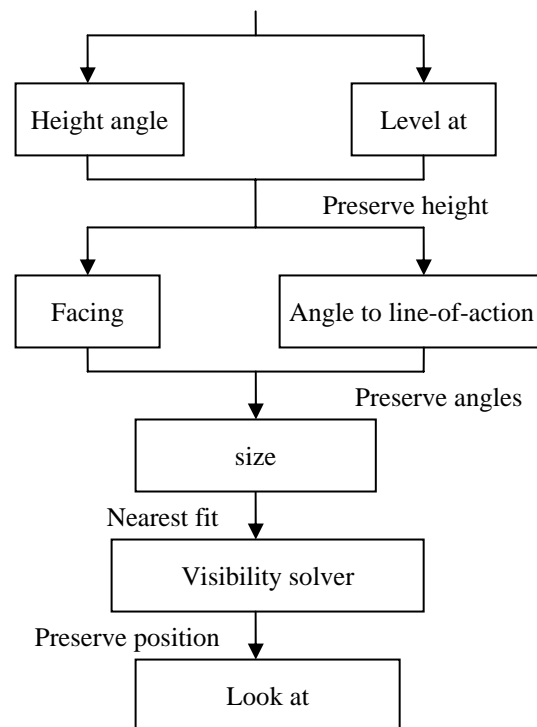 Height angle
Level at
Preserve height
Facing
Angle to line-of-action
Preserve angles
size
Nearest fit
Visibility solver
Preserve position
Look at